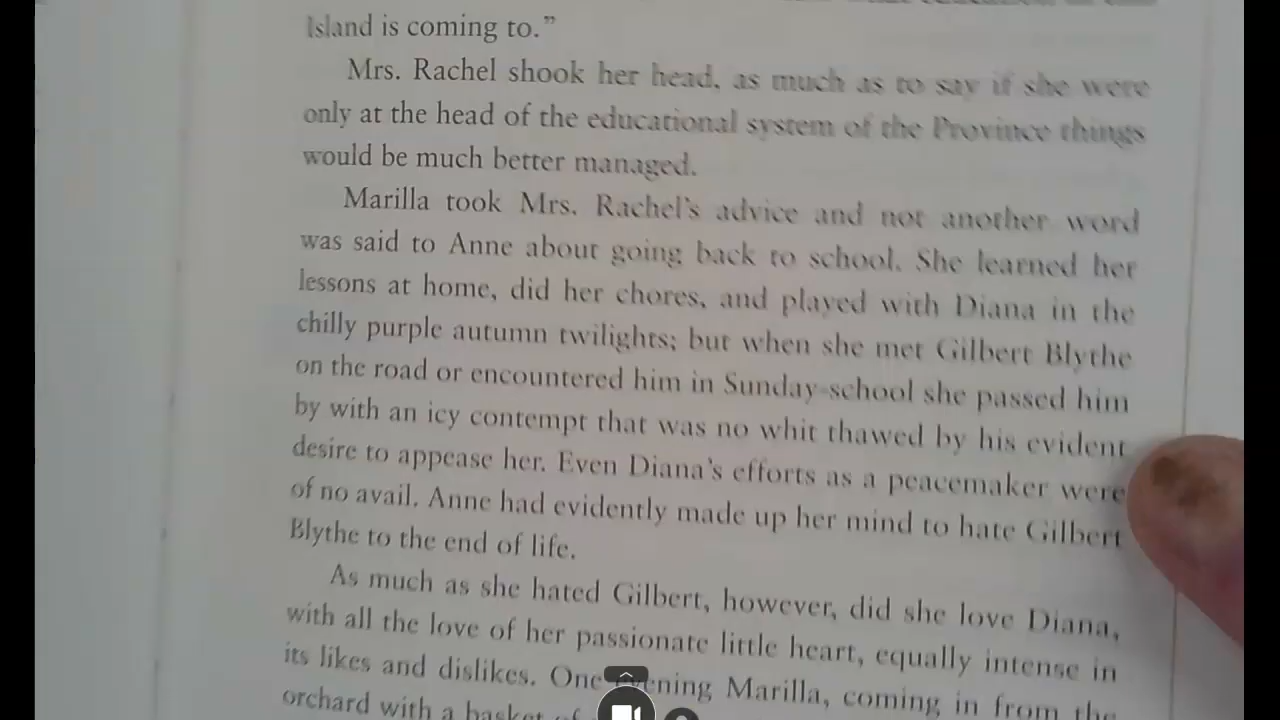 Island is coming to.”
Mrs. Rachel shook her head, as much as to say if she were
only at the head of the educational system of the Province things
would be much better managed.
Marilla took Mrs. Rachel’s advice and not another word
was said to Anne about going back to school. She learned her
lessons at home, did her chores, and played with Diana in the
chilly purple autumn twilights; but when she met Gilbert Blythe
on the road or encountered him in Sunday-school she passed him
by with an icy contempt that was no whit thawed by his evident
desire to appease her. Even Diana’s efforts as a peacemaker were
of no avail. Anne had evidently made up her mind to hate Gilbert
Blythe to the end of life.
As much as she hated Gilbert, however, did she love Diana,
with all the love of her passionate little heart, equally intense in
its likes and dislikes. One evening Marilla, coming in from the
orchard with a basket of